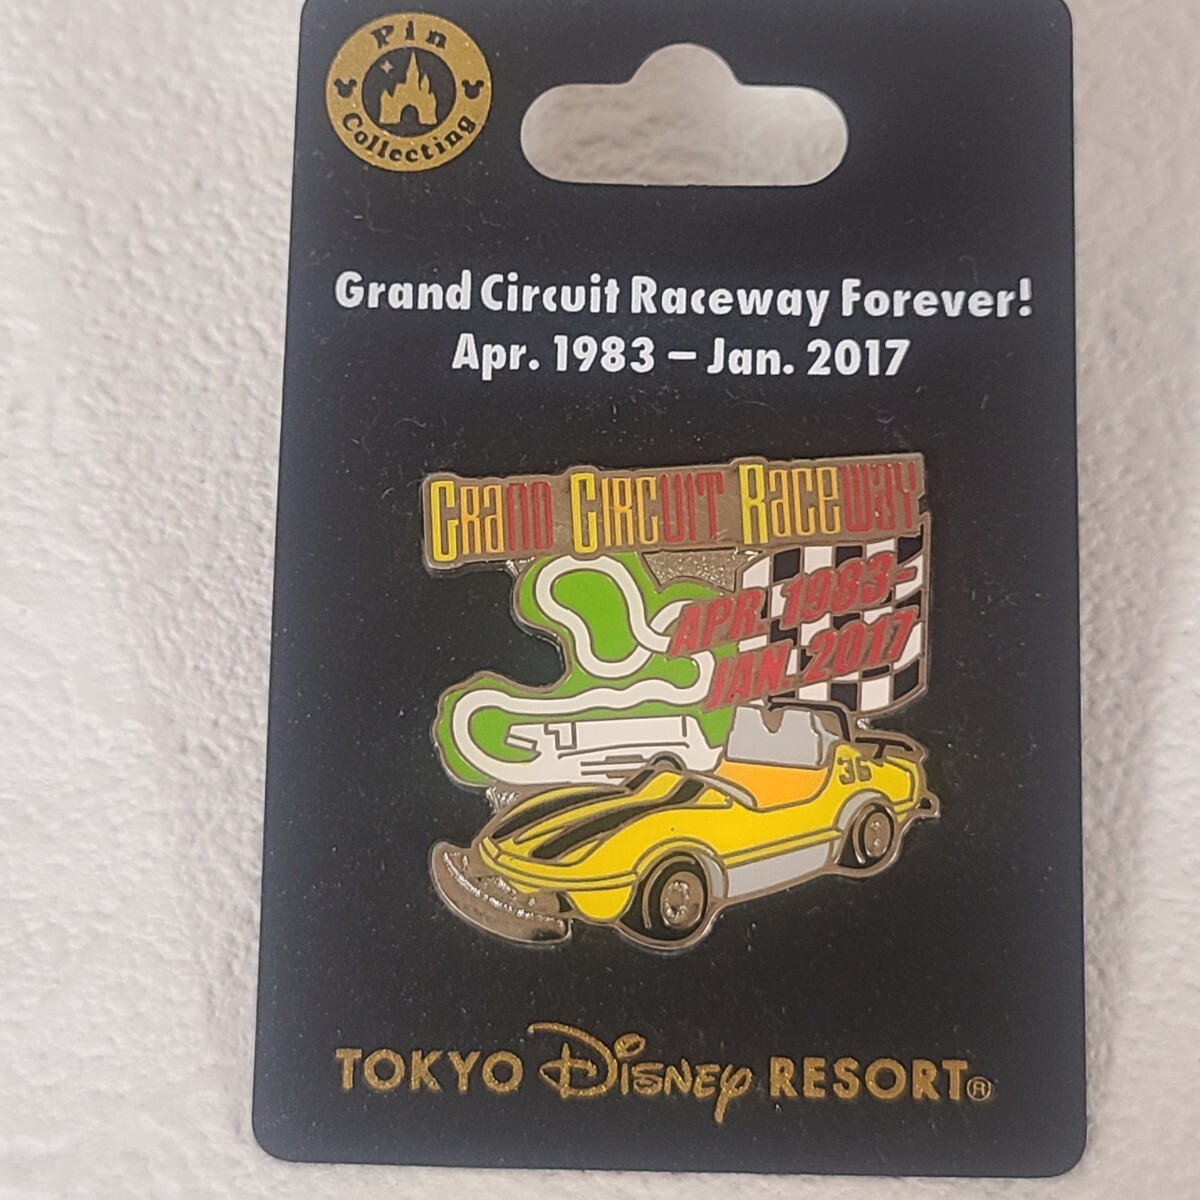 Pin
Collecting
Grand Circuit Raceway Forever!
Apr. 1983 – Jan. 2017
GRAND CIRCUIT RACEWAY
APR. 1983-
JAN. 2017
36
TOKYO Disney RESORT®